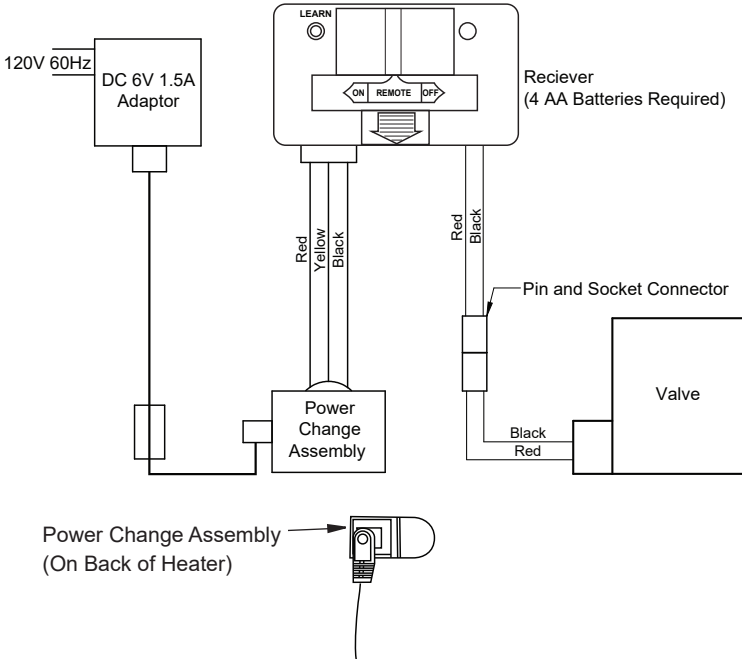 LEARN
120V 60Hz
DC 6V 1.5A
Adaptor
ON
REMOTE
OFF
Reciever
(4 AA Batteries Required)
Red
Yellow
Black
Red
Black
Pin and Socket Connector
Power
Change
Assembly
Valve
Black
Red
Power Change Assembly
(On Back of Heater)